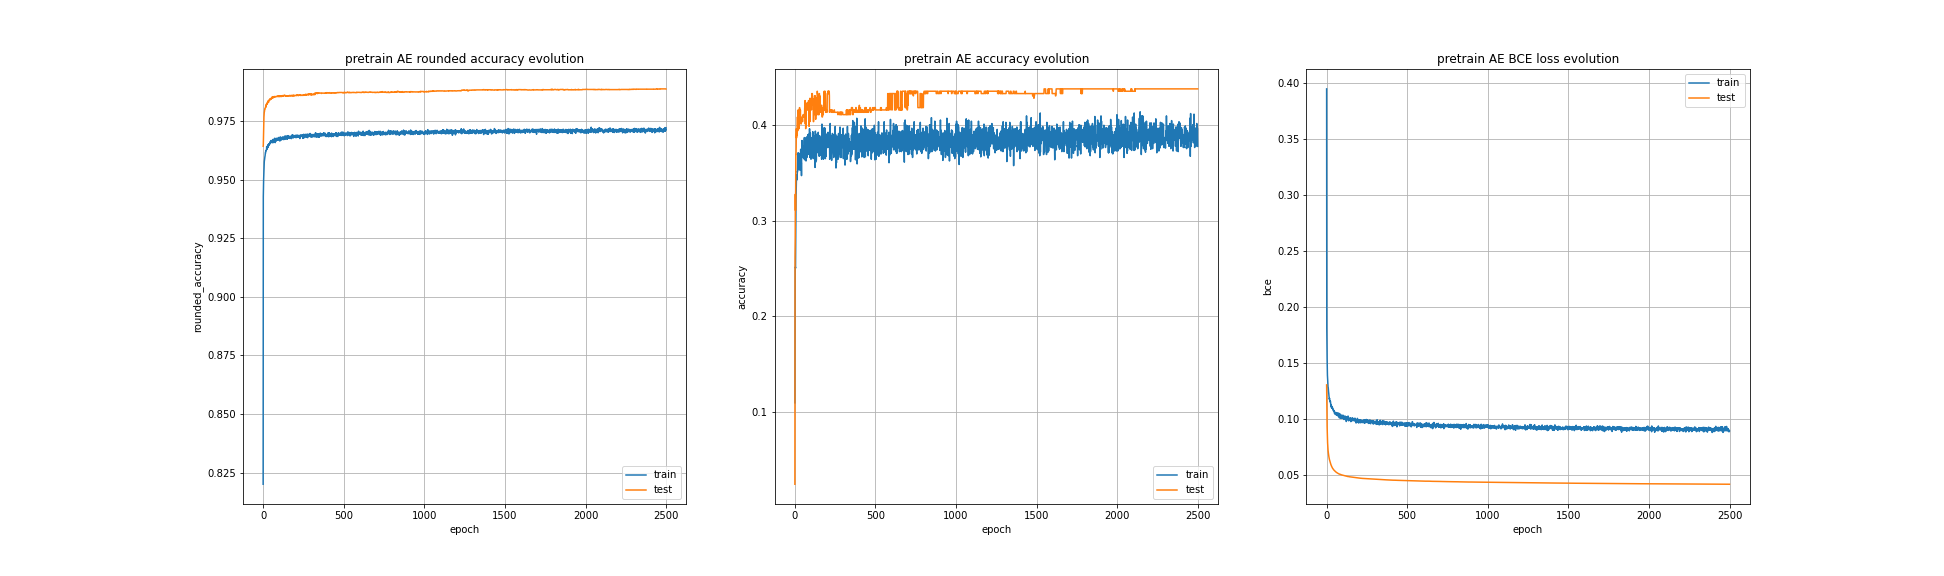 pretrain AE rounded accuracy evolution
rounded_accuracy
0.975
0.950
0.925
0.900
0.875
0.850
0.825
0 500 1000 1500 2000 2500
epoch
train
test
pretrain AE accuracy evolution
accuracy
0.4
0.3
0.2
0.1
0 500 1000 1500 2000 2500
epoch
train
test
pretrain AE BCE loss evolution
bce
0.40
0.35
0.30
0.25
0.20
0.15
0.10
0.05
0 500 1000 1500 2000 2500
epoch
train
test